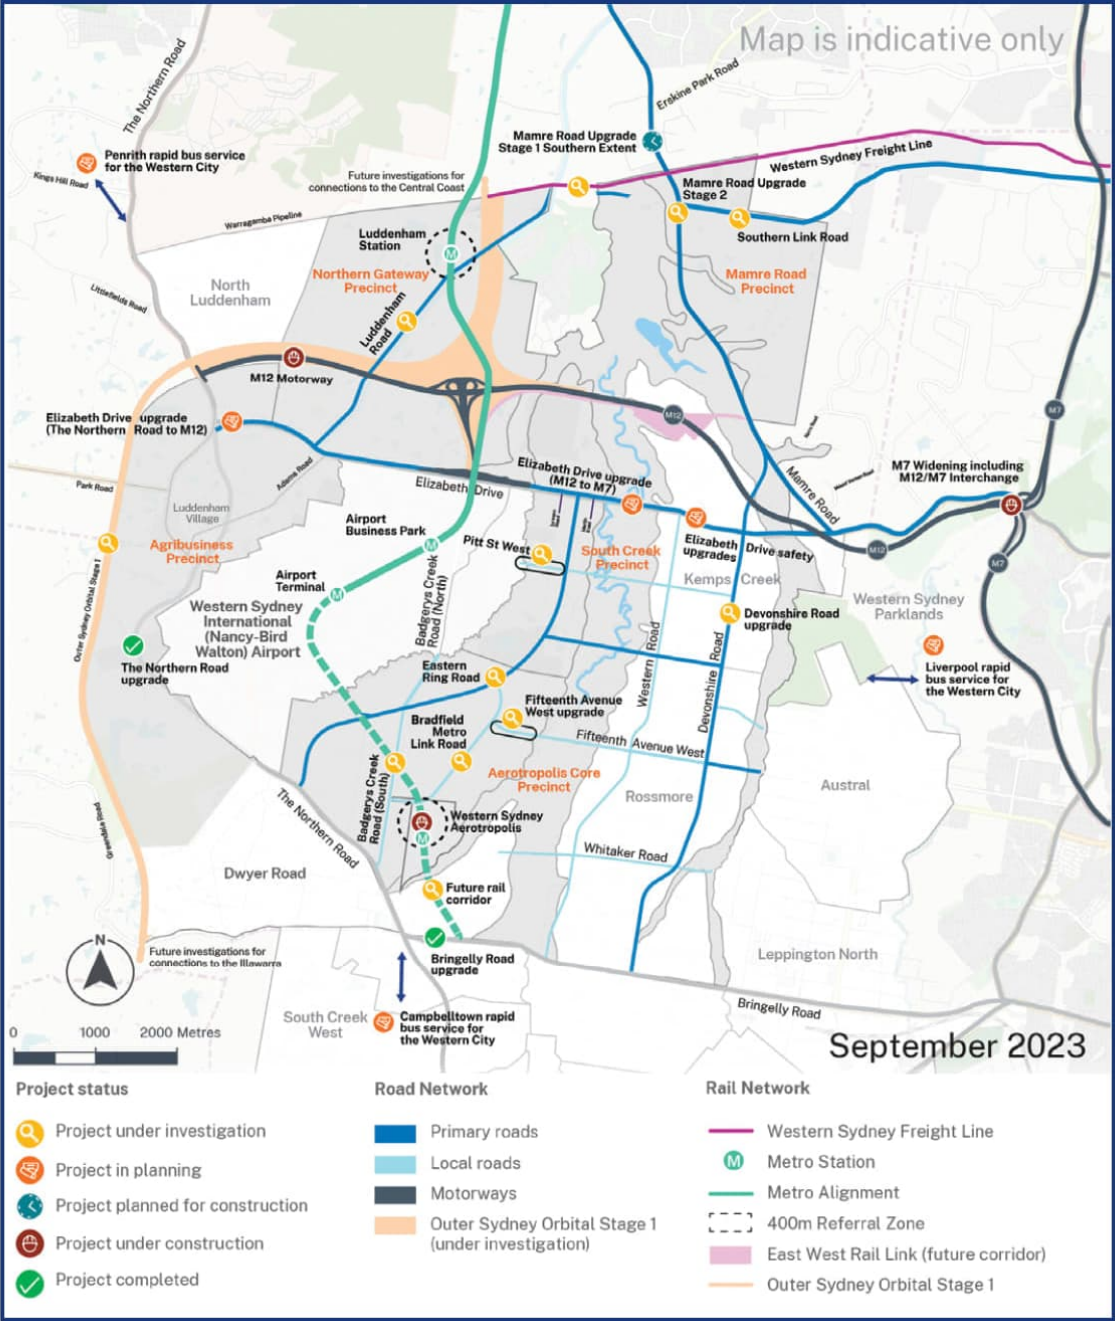 Map is indicative only
The Northern Road
Erskine Park Road
Mamre Road Upgrade
Stage 1 Southern Extent
Western Sydney Freight Line
Penrith rapid bus service
for the Western City
Kings Hill Road
Future investigations for
connections to the Central Coast
Mamre Road Upgrade
Stage 2
Warragamba Pipeline
Southern Link Road
Luddenham
Station
M
Northern Gateway
Precinct
Mamre Road
Precinct
North
Luddenham
Littlefields Road
Luddenham
Road
M12 Motorway
M12
M7
Elizabeth Drive upgrade
(The Northern Road to M12)
Elizabeth Drive upgrade
(M12 to M7)
M7 Widening including
M12/M7 Interchange
Mamre Road
Adams Road
Park Road
Elizabeth Drive
Luddenham
Village
Airport
Business Park
M
Pitt St West
South Creek
Precinct
Elizabeth Drive safety
upgrades
M12
M7
Agribusiness
Precinct
Outer Sydney Orbital Stage 1
Airport
Terminal
M
Badgerys Creek
Road (North)
Kemps Creek
Western Sydney
International
(Nancy-Bird
Walton) Airport
Devonshire Road
upgrade
Western Sydney
Parklands
The Northern Road
upgrade
Eastern
Ring Road
Western Road
Devonshire Road
Liverpool rapid
bus service for
the Western City
Fifteenth Avenue
West upgrade
Bradfield
Metro
Link Road
Fifteenth Avenue West
Badgerys Creek
Road (South)
Aerotropolis Core
Precinct
Austral
Rossmore
The Northern Road
Greendale Road
Western Sydney
Aerotropolis
M
Whitaker Road
Dwyer Road
Future rail
corridor
N
Future investigations for
connections to the Illawarra
Bringelly Road
upgrade
Leppington North
Bringelly Road
South Creek
West
Campbelltown rapid
bus service for
the Western City
0 1000 2000 Metres
September 2023
Project status
Project under investigation
Project in planning
Project planned for construction
Project under construction
Project completed
Road Network
Primary roads
Local roads
Motorways
Outer Sydney Orbital Stage 1
(under investigation)
Rail Network
Western Sydney Freight Line
M
Metro Station
Metro Alignment
400m Referral Zone
East West Rail Link (future corridor)
Outer Sydney Orbital Stage 1